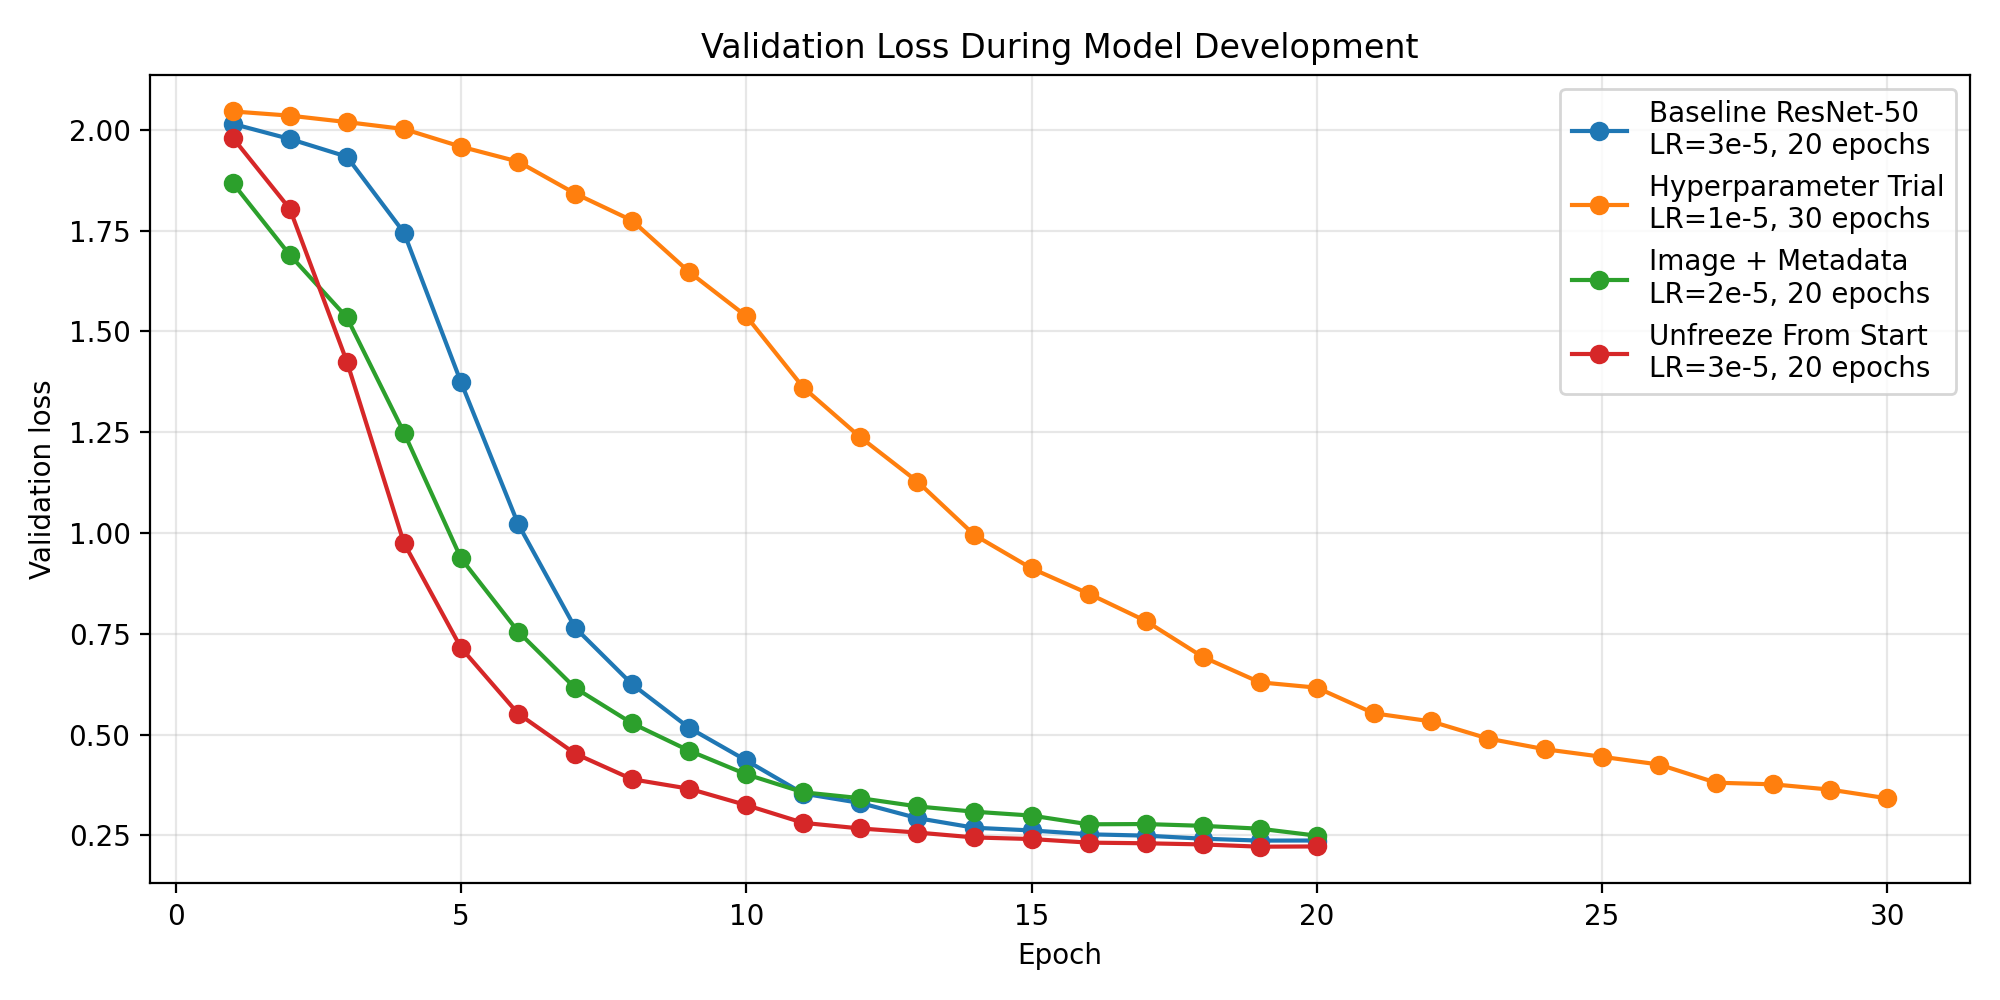 Validation Loss During Model Development
Baseline ResNet-50
LR=3e-5, 20 epochs
Hyperparameter Trial
LR=1e-5, 30 epochs
Image + Metadata
LR=2e-5, 20 epochs
Unfreeze From Start
LR=3e-5, 20 epochs
Validation loss
2.00
1.75
1.50
1.25
1.00
0.75
0.50
0.25
0 5 10 15 20 25 30
Epoch